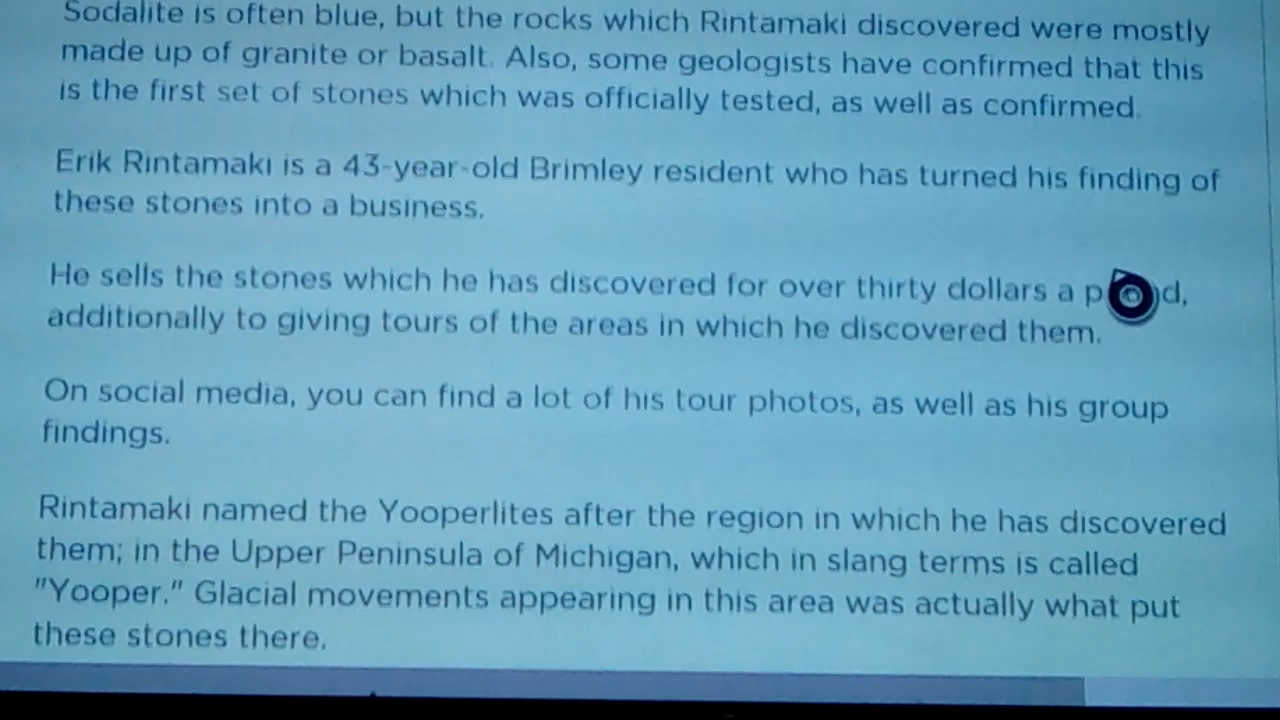 Sodalite is often blue, but the rocks which Rintamaki discovered were mostly
made up of granite or basalt. Also, some geologists have confirmed that this
is the first set of stones which was officially tested, as well as confirmed.
Erik Rintamaki is a 43-year-old Brimley resident who has turned his finding of
these stones into a business.
He sells the stones which he has discovered for over thirty dollars a
additionally to giving tours of the areas in which he discovered them.
On social media, you can find a lot of his tour photos, as well as his group
findings.
Rintamaki named the Yooperlites after the region in which he has discovered
them; in the Upper Peninsula of Michigan, which in slang terms is called
"Yooper." Glacial movements appearing in this area was actually what put
these stones there.